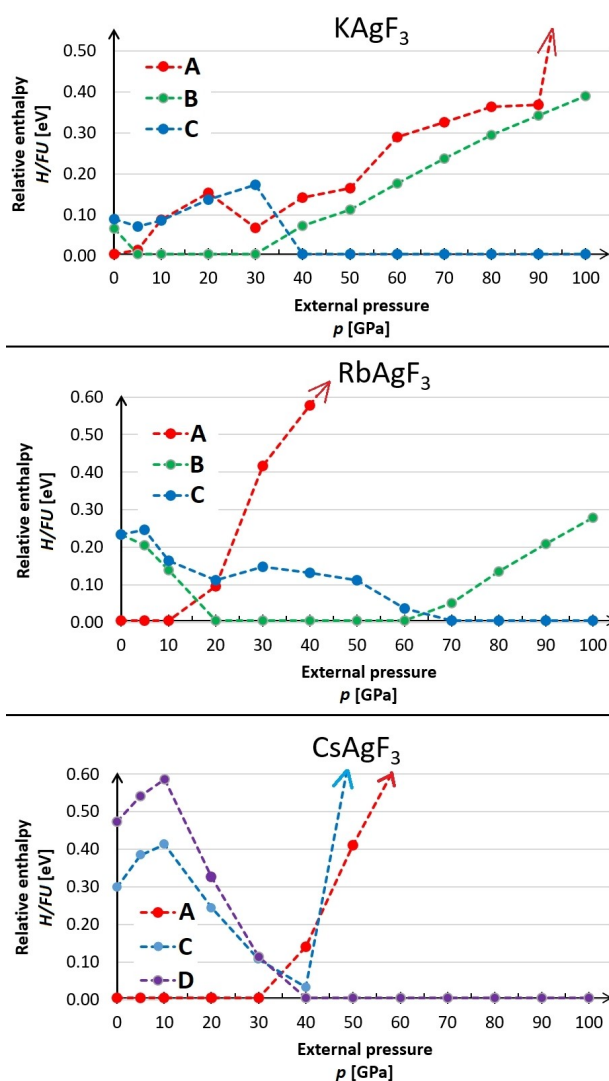 KAgF₃
Relative enthalpy
H/FU [eV]
0.50
0.40
0.30
0.20
0.10
0.00
A
B
C
0 10 20 30 40 50 60 70 80 90 100
External pressure
p [GPa]
RbAgF₃
Relative enthalpy
H/FU [eV]
0.60
0.50
0.40
0.30
0.20
0.10
0.00
A
B
C
0 10 20 30 40 50 60 70 80 90 100
External pressure
p [GPa]
CsAgF₃
Relative enthalpy
H/FU [eV]
0.60
0.50
0.40
0.30
0.20
0.10
0.00
A
C
D
0 10 20 30 40 50 60 70 80 90 100
External pressure
p [GPa]